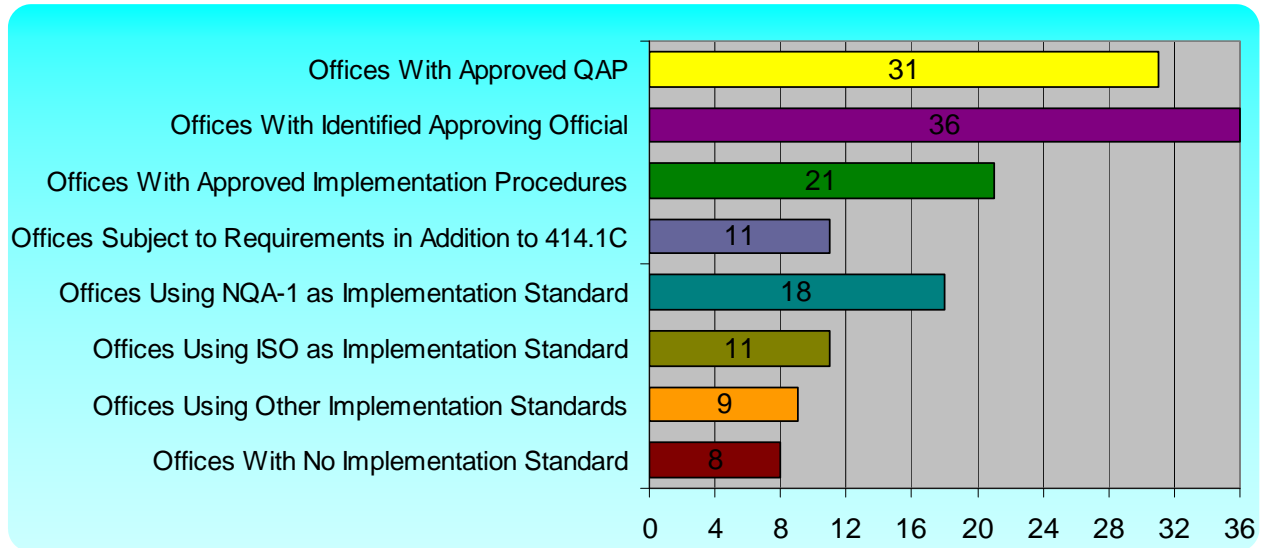 Offices With Approved QAP 31
Offices With Identified Approving Official 36
Offices With Approved Implementation Procedures 21
Offices Subject to Requirements in Addition to 414.1C 11
Offices Using NQA-1 as Implementation Standard 18
Offices Using ISO as Implementation Standard 11
Offices Using Other Implementation Standards 9
Offices With No Implementation Standard 8
0 4 8 12 16 20 24 28 32 36